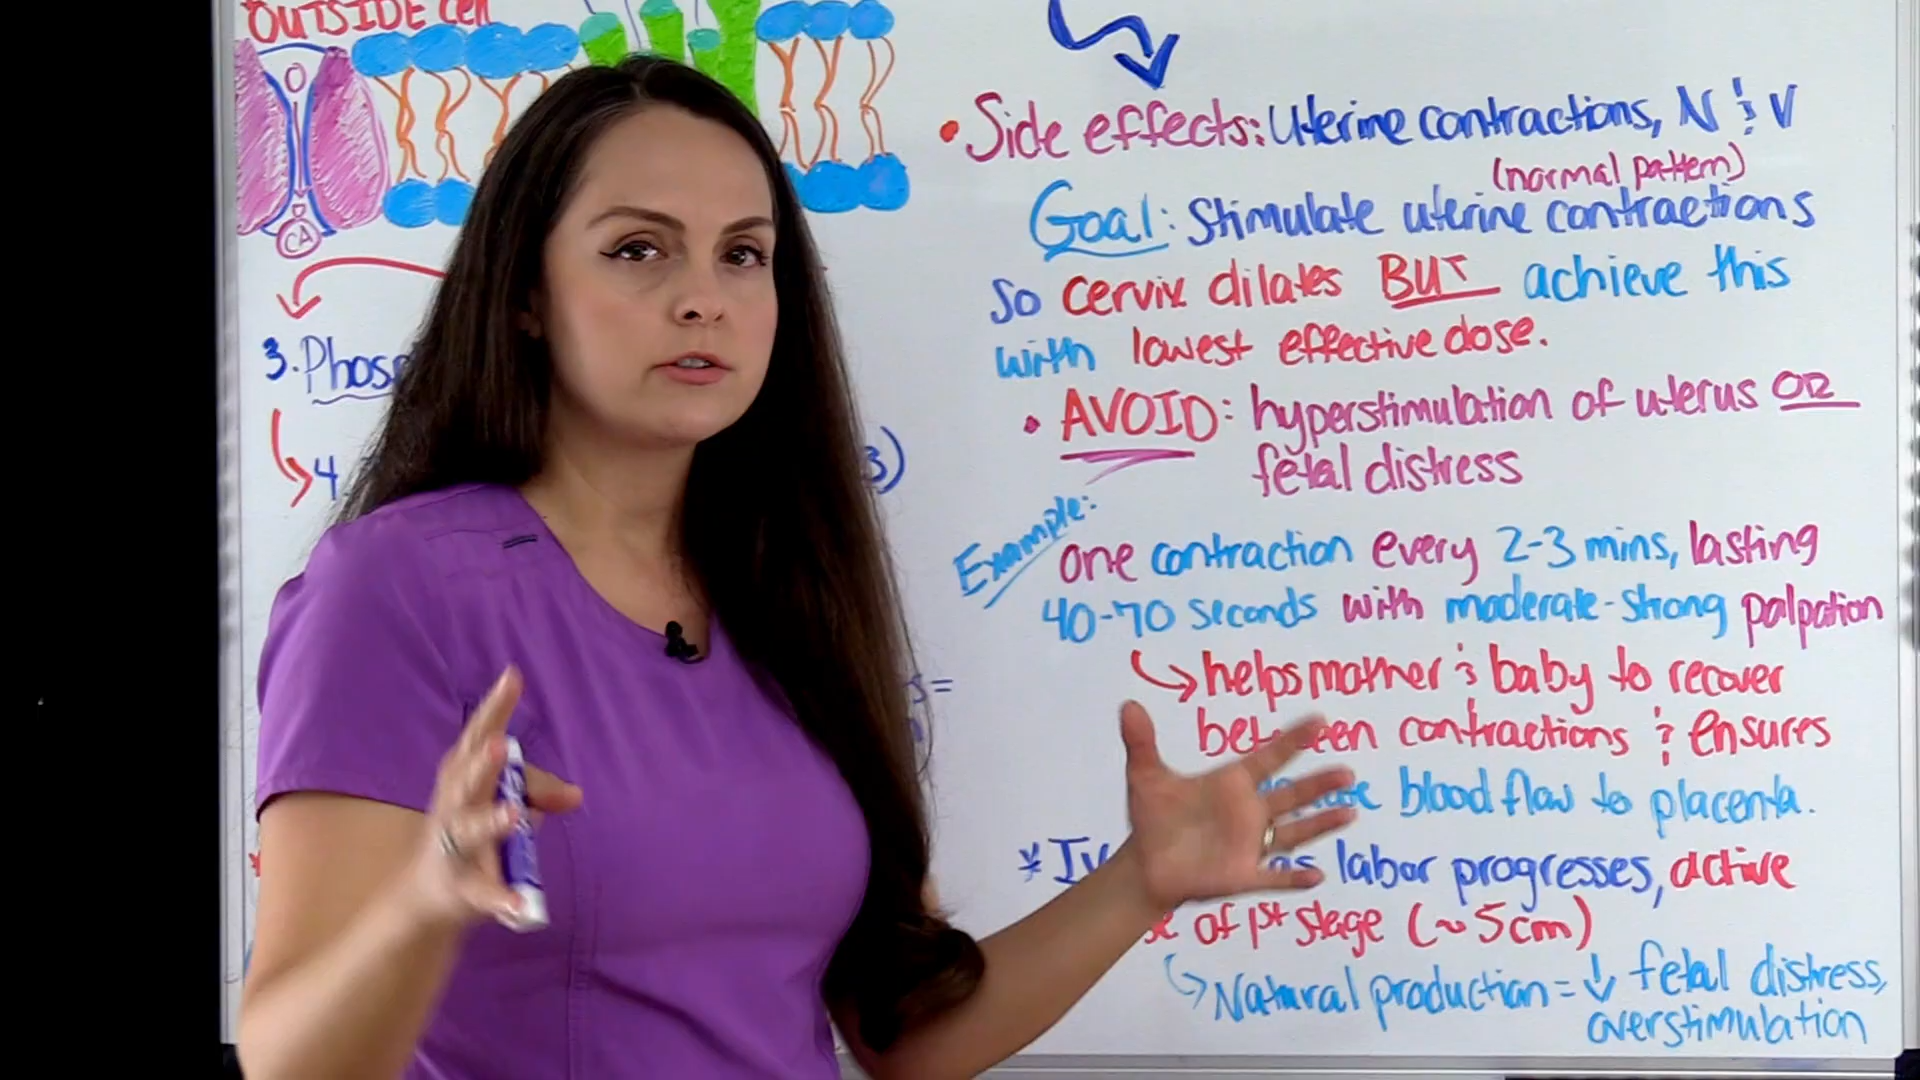 OUTSIDE cell
CA
3. Phos
4
3)
=
• Side effects: Uterine contractions, N & V
(normal pattern)
Goal: Stimulate uterine contractions
So cervix dilates BUT achieve this
with lowest effective dose.
• AVOID: hyperstimulation of uterus OR
fetal distress
Example:
one contraction every 2-3 mins, lasting
40-70 seconds with moderate-strong palpation
↳ helps mother & baby to recover
between contractions & ensures
blood flow to placenta.
* IV as labor progresses, active
of 1st stage (~5cm)
↳ Natural production = ↓ fetal distress,
overstimulation